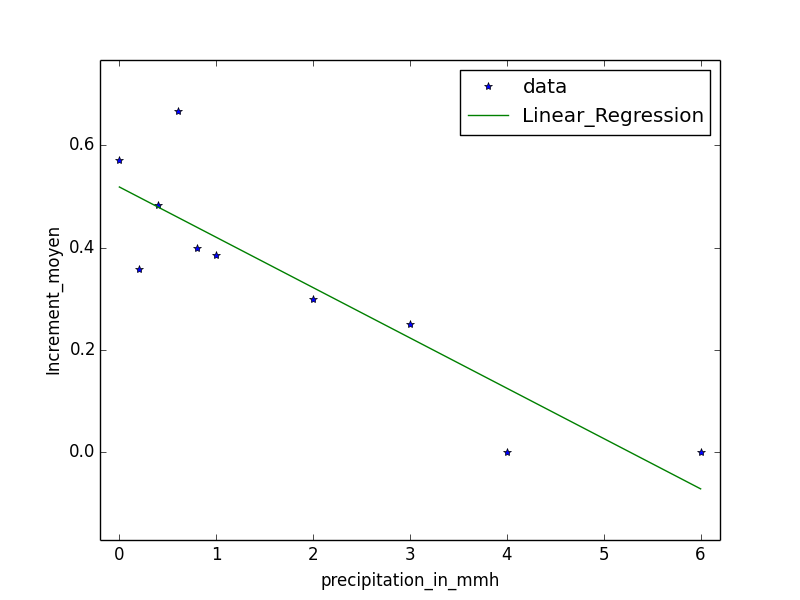 data
Linear_Regression
0.6
0.4
0.2
0.0
Increment_moyen
0 1 2 3 4 5 6
precipitation_in_mmh